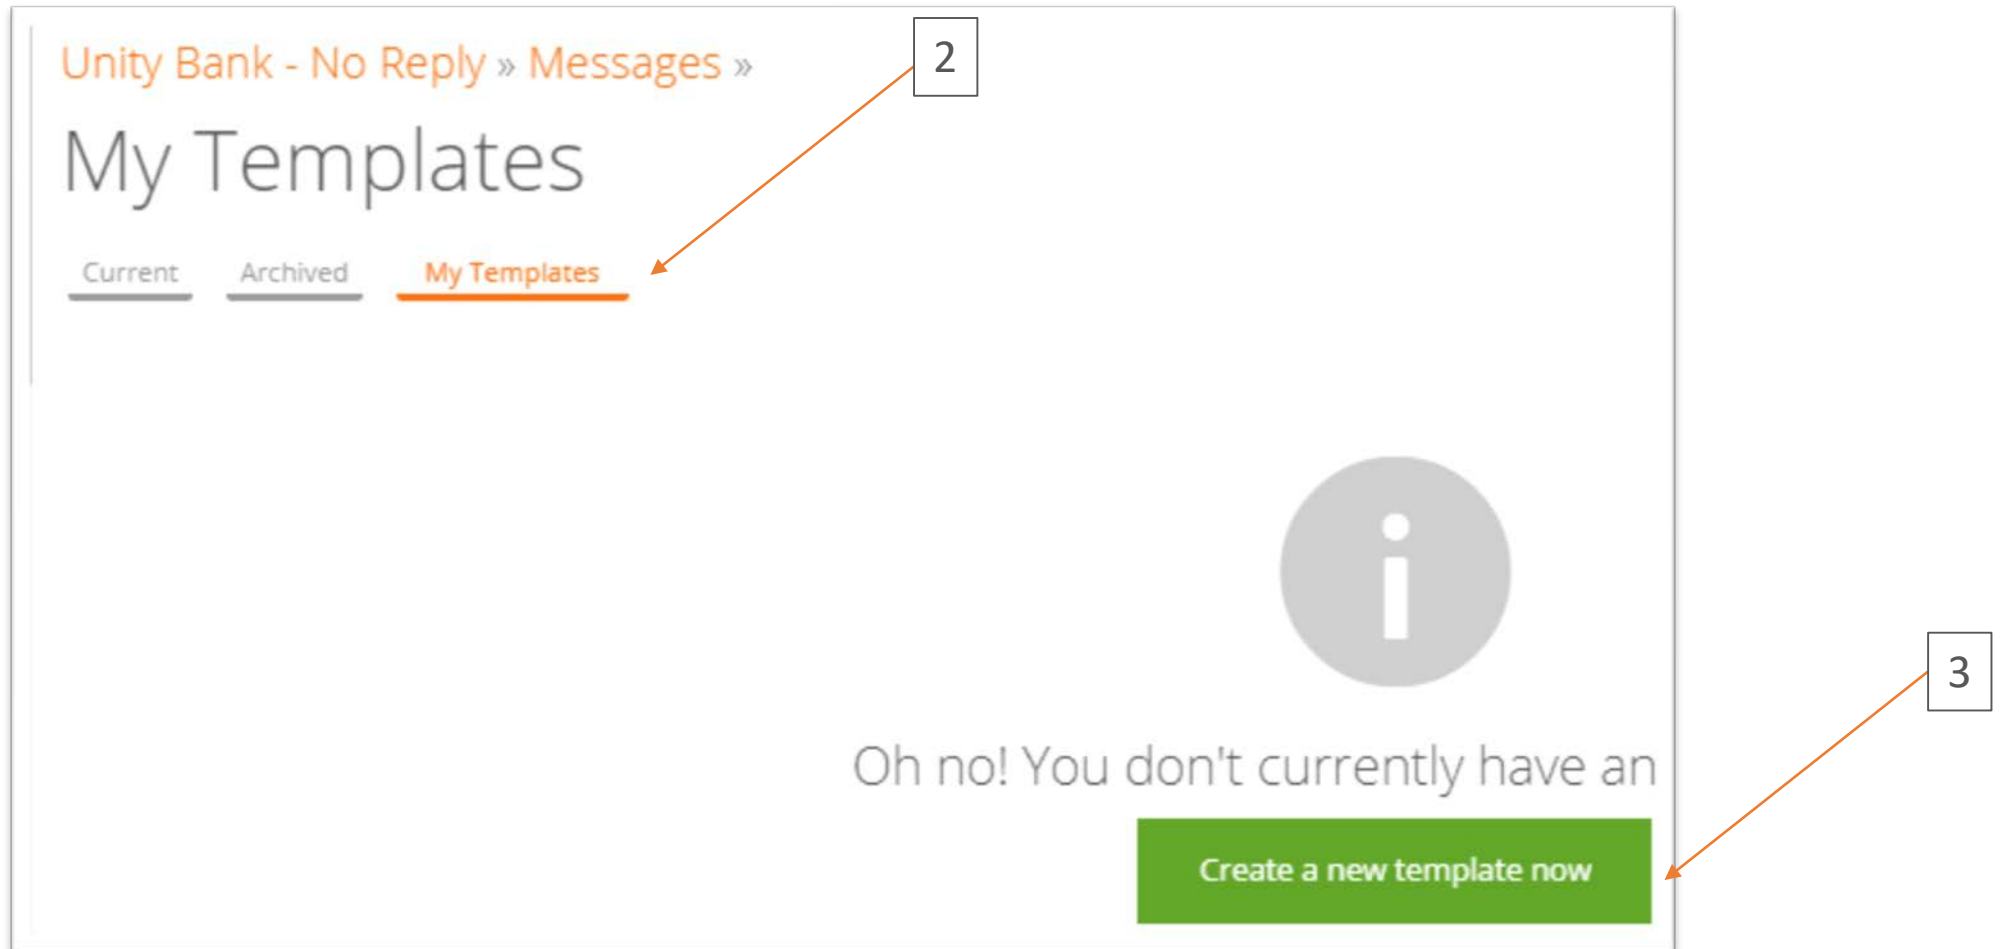 Unity Bank - No Reply » Messages »
2
My Templates
Current Archived My Templates
3
Oh no! You don't currently have an
Create a new template now